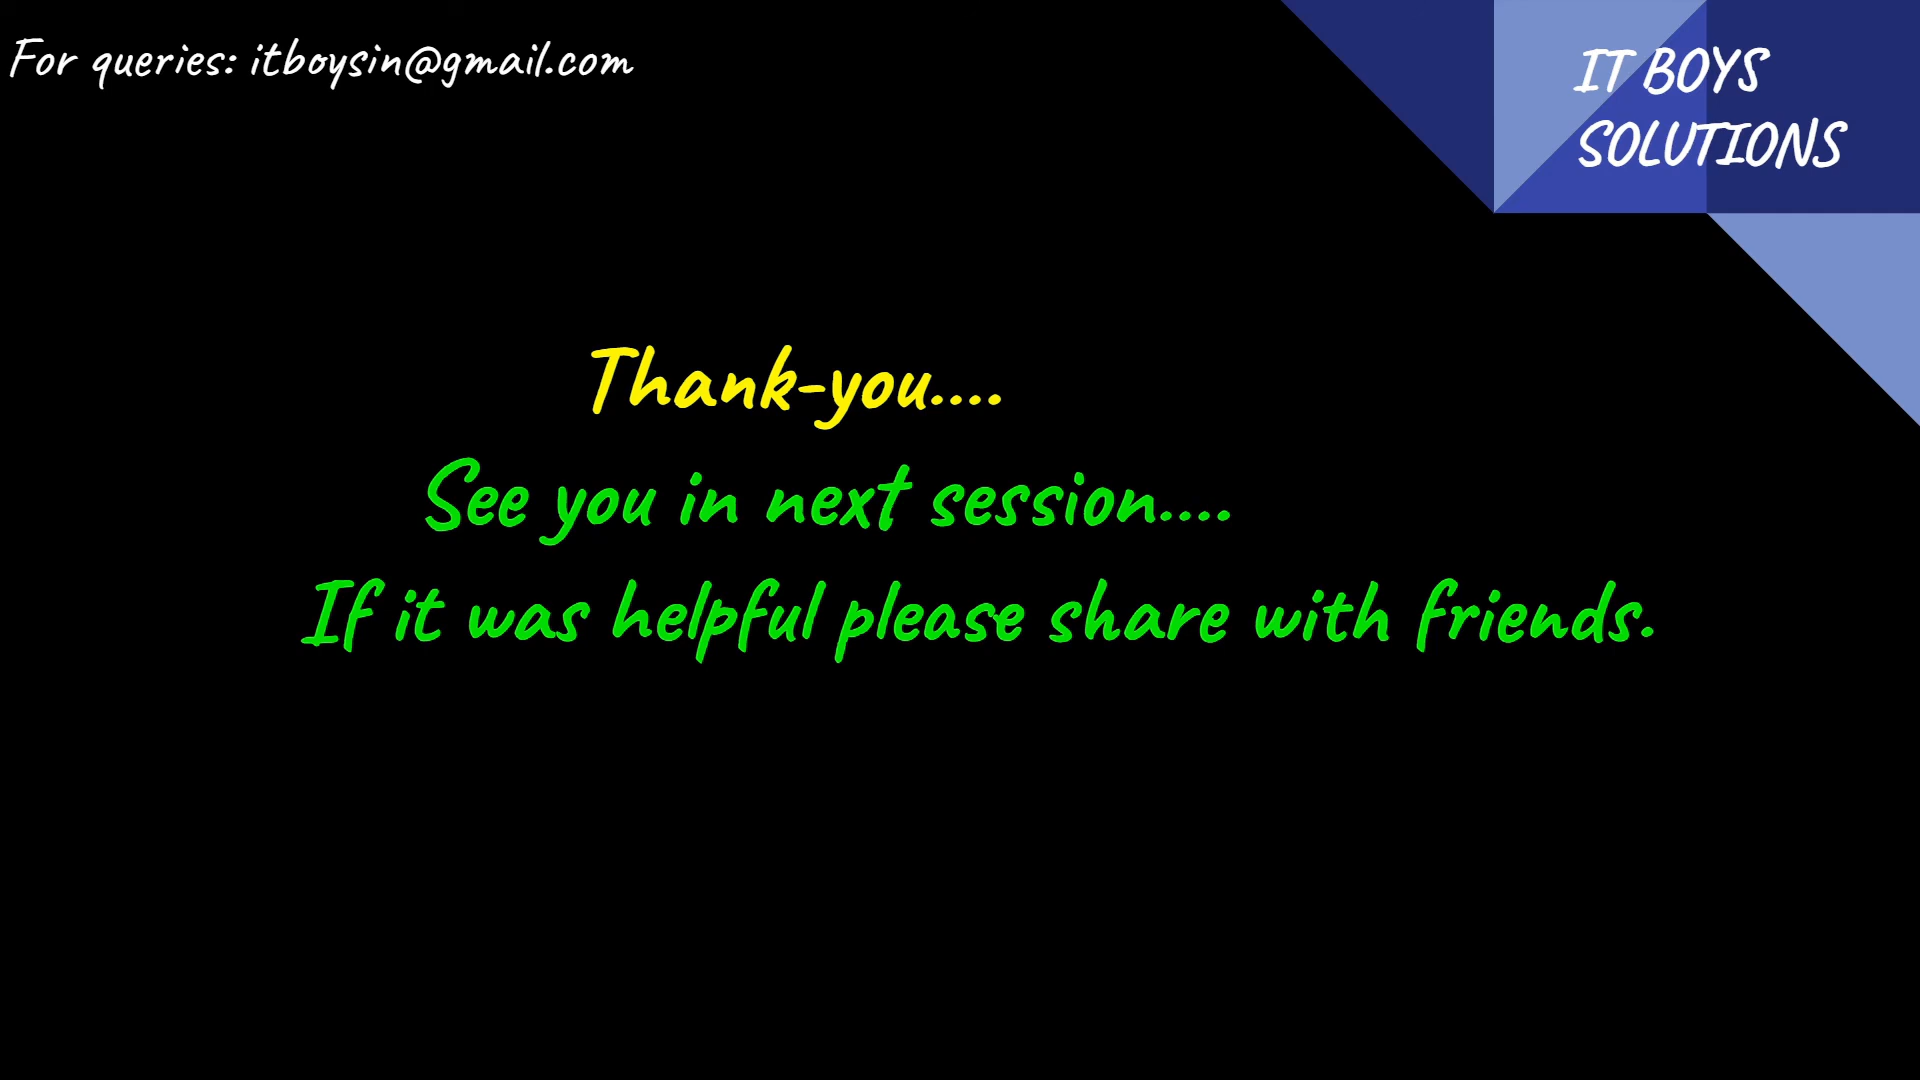 For queries: itboysin@gmail.com
IT BOYS
SOLUTIONS
Thank-you....
See you in next session....
If it was helpful please share with friends.